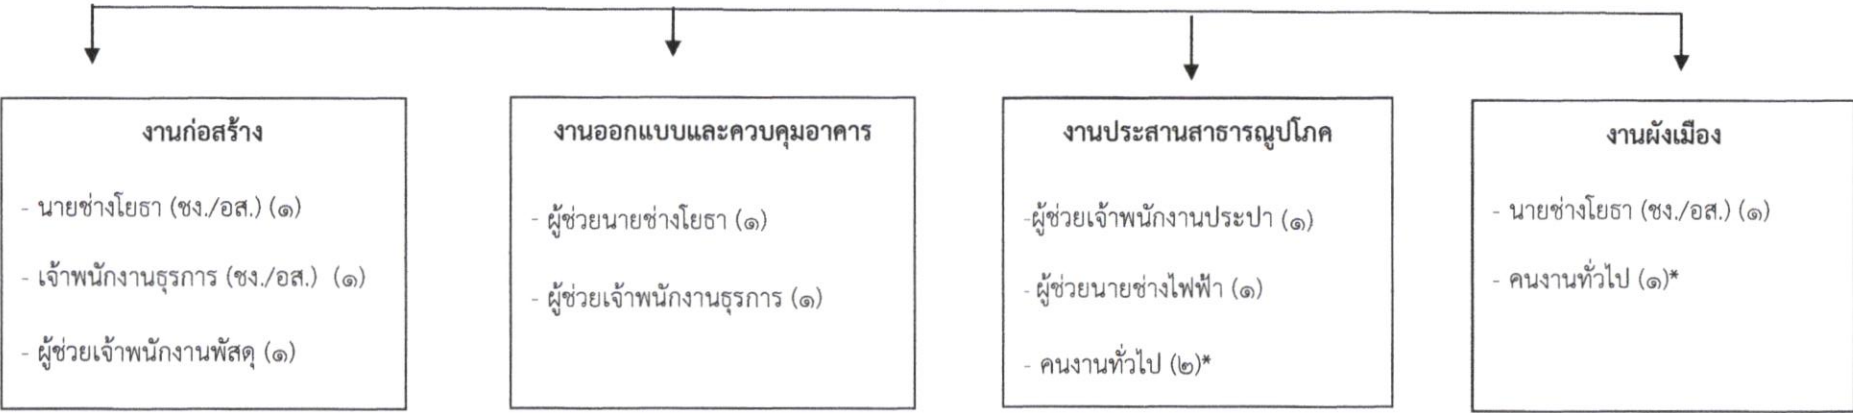 งานก่อสร้าง
- นายช่างโยธา (ชง./อส.) (๑)
- เจ้าพนักงานธุรการ (ชง./อส.) (๑)
- ผู้ช่วยเจ้าพนักงานพัสดุ (๑)
งานออกแบบและควบคุมอาคาร
- ผู้ช่วยนายช่างโยธา (๑)
- ผู้ช่วยเจ้าพนักงานธุรการ (๑)
งานประสานสาธารณูปโภค
-ผู้ช่วยเจ้าพนักงานประปา (๑)
- ผู้ช่วยนายช่างไฟฟ้า (๑)
- คนงานทั่วไป (๒)*
งานผังเมือง
- นายช่างโยธา (ชง./อส.) (๑)
- คนงานทั่วไป (๑)*